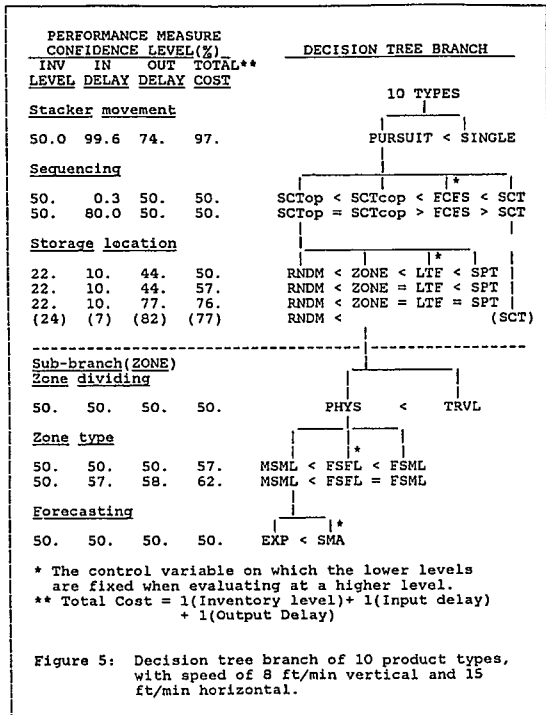 PERFORMANCE MEASURE
CONFIDENCE LEVEL(%)
DECISION TREE BRANCH
INV IN OUT TOTAL**
LEVEL DELAY DELAY COST
10 TYPES
Stacker movement
50.0 99.6 74. 97.
PURSUIT < SINGLE
Sequencing
*
50. 0.3 50. 50. SCTop < SCTcop < FCFS < SCT
50. 80.0 50. 50. SCTop = SCTcop > FCFS > SCT
Storage location
*
22. 10. 44. 50. RNDM < ZONE < LTF < SPT
22. 10. 44. 57. RNDM < ZONE = LTF < SPT
22. 10. 77. 76. RNDM < ZONE = LTF = SPT
(24) (7) (82) (77) RNDM < (SCT)
Sub-branch(ZONE)
Zone dividing
50. 50. 50. 50. PHYS < TRVL
Zone type
*
50. 50. 50. 57. MSML < FSFL < FSML
50. 57. 58. 62. MSML < FSFL = FSML
Forecasting
*
50. 50. 50. 50. EXP < SMA
* The control variable on which the lower levels
are fixed when evaluating at a higher level.
** Total Cost = 1(Inventory level)+ 1(Input delay)
+ 1(Output Delay)
Figure 5: Decision tree branch of 10 product types,
with speed of 8 ft/min vertical and 15
ft/min horizontal.